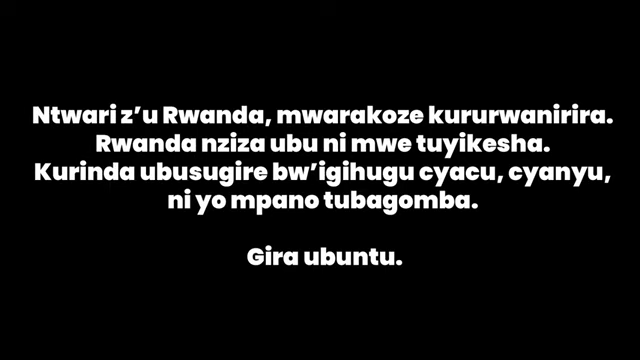 Ntwari z’u Rwanda, mwarakoze kururwanirira.
Rwanda nziza ubu ni mwe tuyikesha.
Kurinda ubusugire bw’igihugu cyacu, cyanyu,
ni yo mpano tubagomba.
Gira ubuntu.